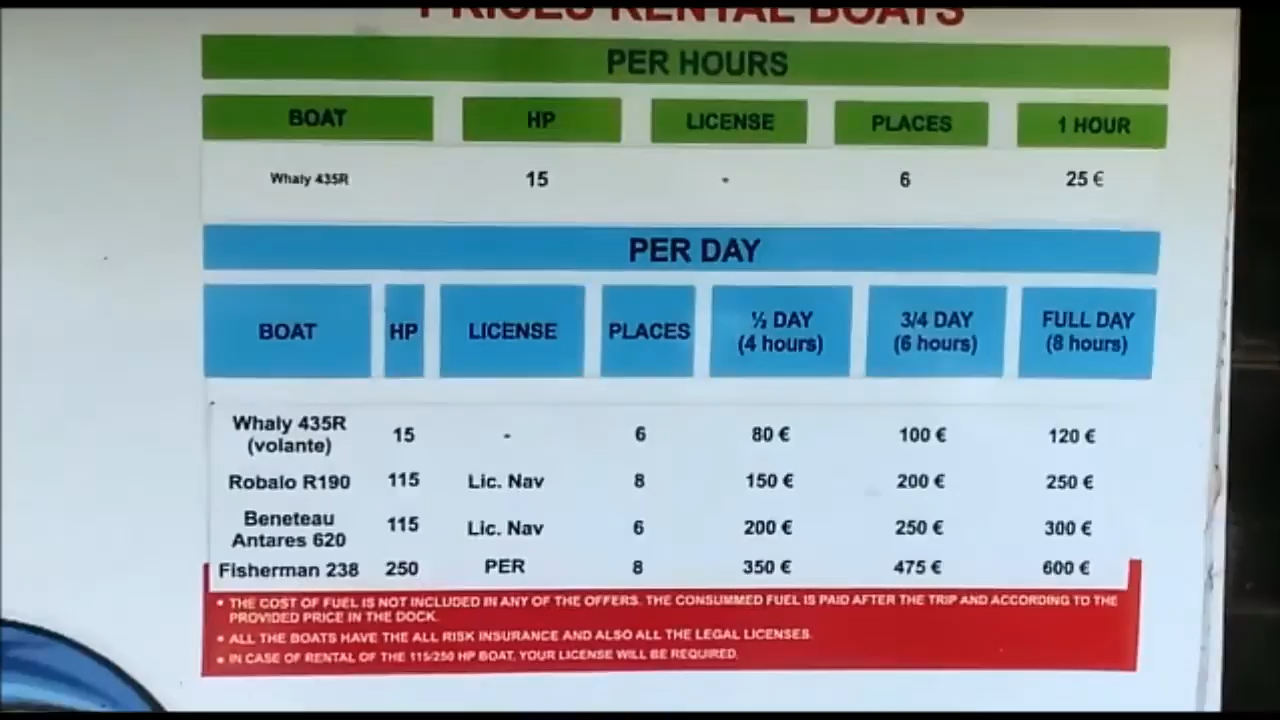 PRICES RENTAL BOATS
PER HOURS
BOAT HP LICENSE PLACES 1 HOUR
Whaly 435R 15 - 6 25 €
PER DAY
BOAT HP LICENSE PLACES ½ DAY (4 hours) 3/4 DAY (6 hours) FULL DAY (8 hours)
Whaly 435R (volante) 15 - 6 80 € 100 € 120 €
Robalo R190 115 Lic. Nav 8 150 € 200 € 250 €
Beneteau Antares 620 115 Lic. Nav 6 200 € 250 € 300 €
Fisherman 238 250 PER 8 350 € 475 € 600 €
• THE COST OF FUEL IS NOT INCLUDED IN ANY OF THE OFFERS. THE CONSUMMED FUEL IS PAID AFTER THE TRIP AND ACCORDING TO THE
PROVIDED PRICE IN THE DOCK.
• ALL THE BOATS HAVE THE ALL RISK INSURANCE AND ALSO ALL THE LEGAL LICENSES.
• IN CASE OF RENTAL OF THE 115/250 HP BOAT, YOUR LICENSE WILL BE REQUIRED.